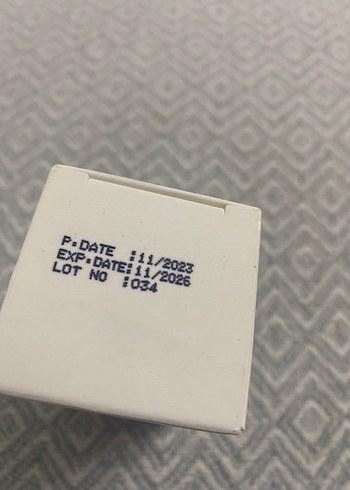 P:DATE :11/2023
EXP:DATE:11/2026
LOT NO :034